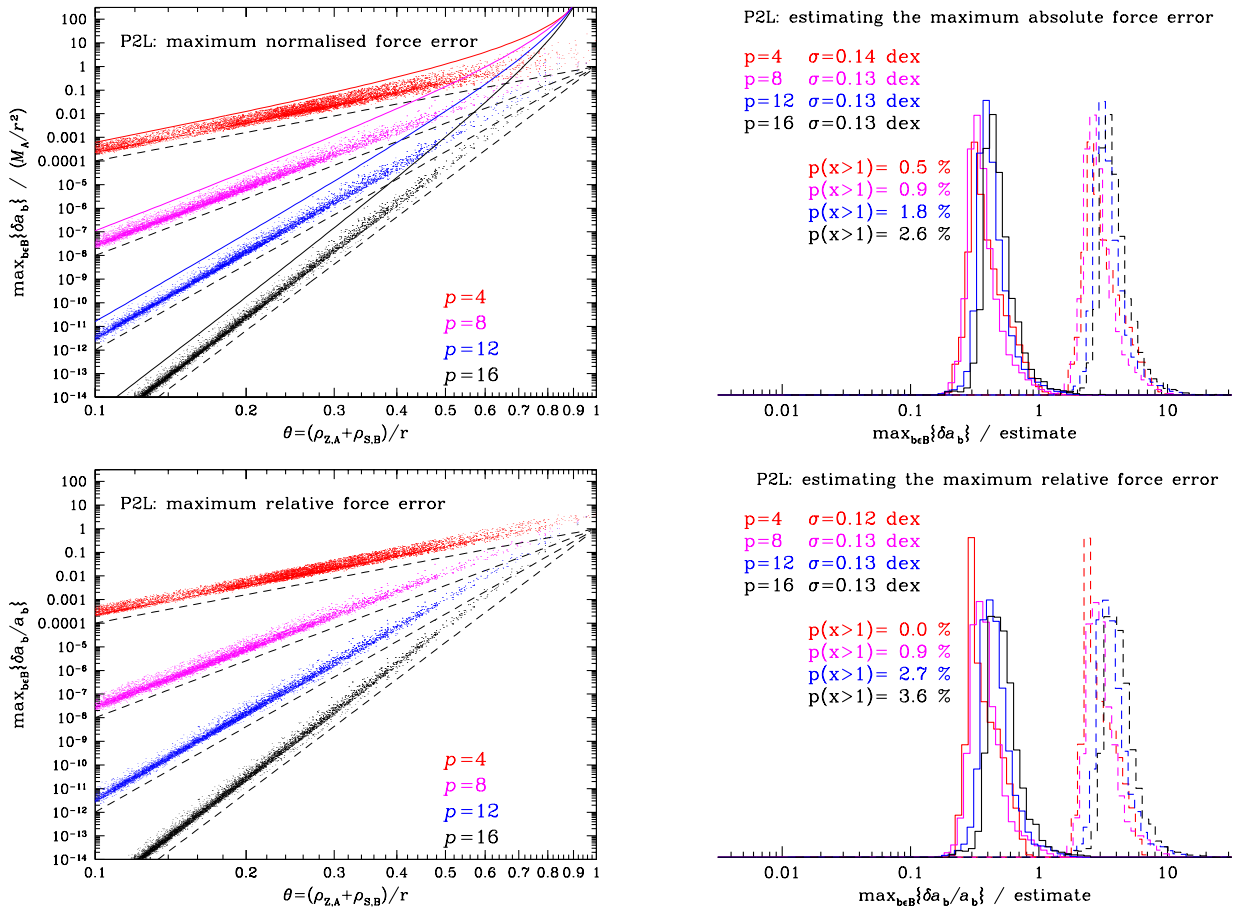 P2L: maximum normalised force error
max_{b∈B}{δa_b} / (M_A/r²)
100
10
1
0.1
0.01
0.001
0.0001
10⁻⁵
10⁻⁶
10⁻⁷
10⁻⁸
10⁻⁹
10⁻¹⁰
10⁻¹¹
10⁻¹²
10⁻¹³
10⁻¹⁴
p=4
p=8
p=12
p=16
0.1 0.2 0.3 0.4 0.5 0.6 0.7 0.8 0.9 1
θ=(ρ_{Z,A}+ρ_{S,B})/r
P2L: estimating the maximum absolute force error
p=4 σ=0.14 dex
p=8 σ=0.13 dex
p=12 σ=0.13 dex
p=16 σ=0.13 dex
p(x>1)= 0.5 %
p(x>1)= 0.9 %
p(x>1)= 1.8 %
p(x>1)= 2.6 %
0.01 0.1 1 10
max_{b∈B}{δa_b} / estimate
P2L: maximum relative force error
max_{b∈B}{δa_b/a_b}
100
10
1
0.1
0.01
0.001
0.0001
10⁻⁵
10⁻⁶
10⁻⁷
10⁻⁸
10⁻⁹
10⁻¹⁰
10⁻¹¹
10⁻¹²
10⁻¹³
10⁻¹⁴
p=4
p=8
p=12
p=16
0.1 0.2 0.3 0.4 0.5 0.6 0.7 0.8 0.9 1
θ=(ρ_{Z,A}+ρ_{S,B})/r
P2L: estimating the maximum relative force error
p=4 σ=0.12 dex
p=8 σ=0.13 dex
p=12 σ=0.13 dex
p=16 σ=0.13 dex
p(x>1)= 0.0 %
p(x>1)= 0.9 %
p(x>1)= 2.7 %
p(x>1)= 3.6 %
0.01 0.1 1 10
max_{b∈B}{δa_b/a_b} / estimate